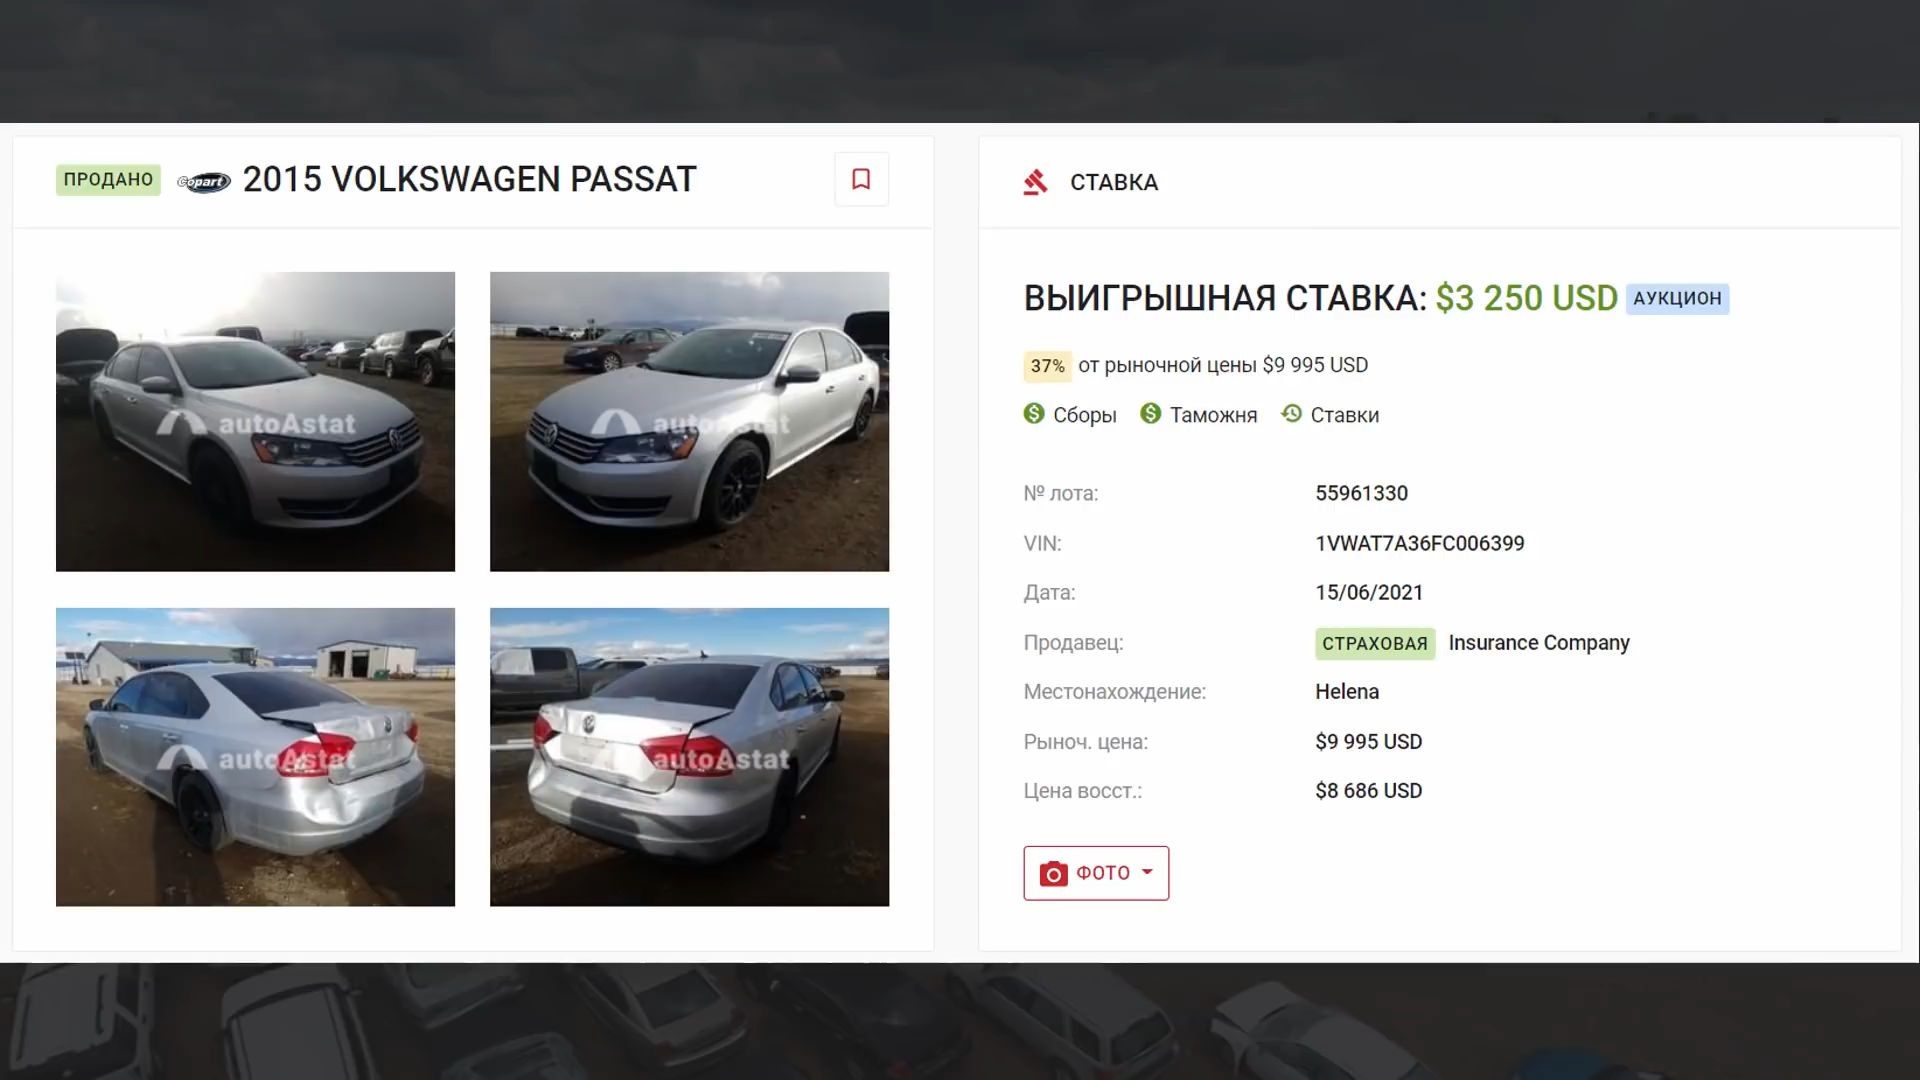 ПРОДАНО Copart 2015 VOLKSWAGEN PASSAT
autoAstat
autoAstat
autoAstat
autoAstat
СТАВКА
ВЫИГРЫШНАЯ СТАВКА: $3 250 USD АУКЦИОН
37% от рыночной цены $9 995 USD
Сборы Таможня Ставки
№ лота: 55961330
VIN: 1VWAT7A36FC006399
Дата: 15/06/2021
Продавец: СТРАХОВАЯ Insurance Company
Местонахождение: Helena
Рыноч. цена: $9 995 USD
Цена восст.: $8 686 USD
ФОТО